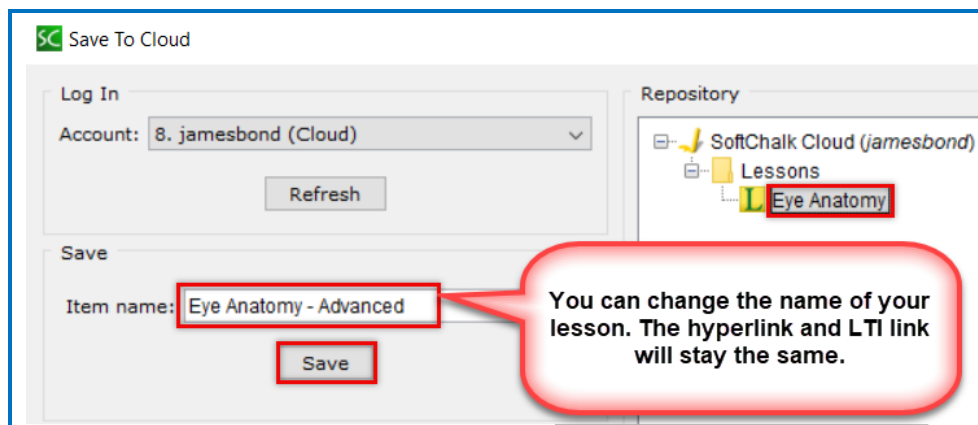 SC Save To Cloud
Log In
Account: 8. jamesbond (Cloud)
Refresh
Save
Item name: Eye Anatomy - Advanced
Save
Repository
SoftChalk Cloud (jamesbond)
Lessons
L Eye Anatomy
You can change the name of your
lesson. The hyperlink and LTI link
will stay the same.